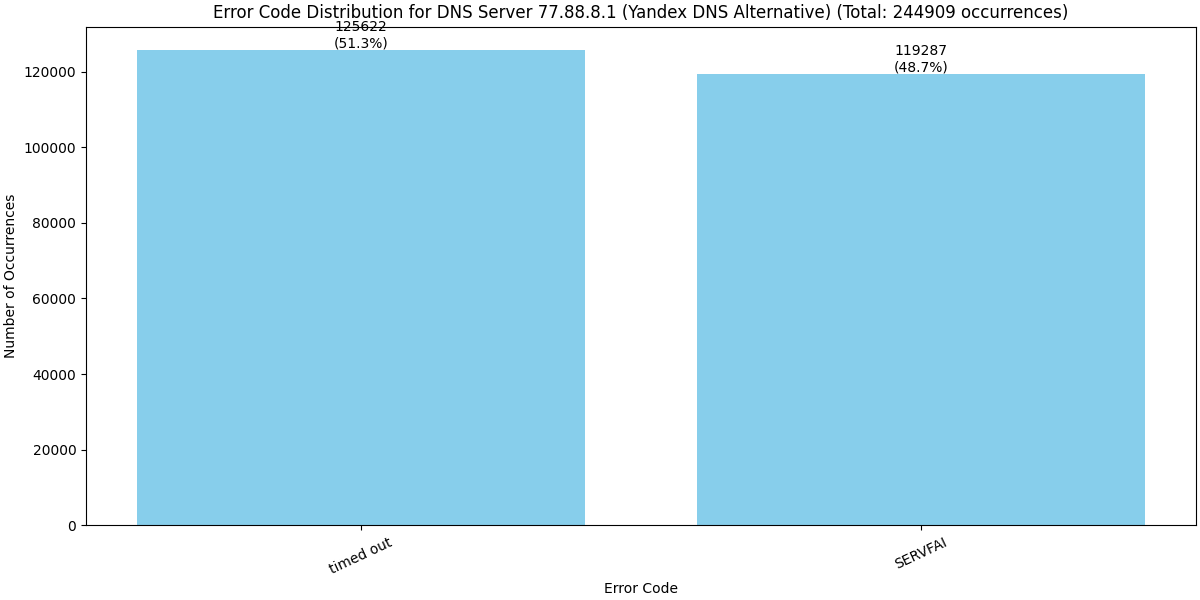 Error Code Distribution for DNS Server 77.88.8.1 (Yandex DNS Alternative) (Total: 244909 occurrences)
125622
(51.3%)
119287
(48.7%)
120000
100000
80000
60000
40000
20000
0
Number of Occurrences
timed out
SERVFAI
Error Code